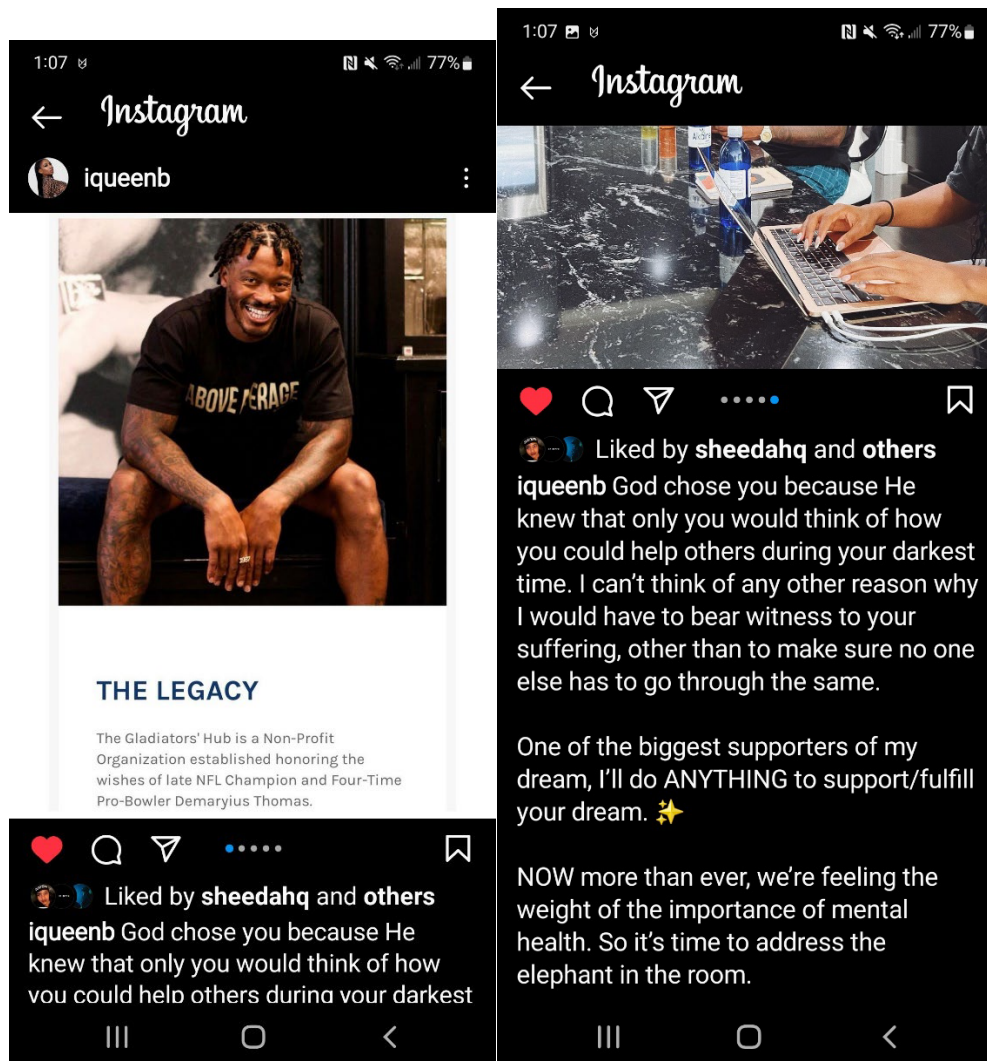 1:07 77%
Instagram
iqueenb
ABOVE
THE LEGACY
The Gladiators' Hub is a Non-Profit
Organization established honoring the
wishes of late NFL Champion and Four-Time
Pro-Bowler Demaryius Thomas.
Liked by sheedahq and others
iqueenb God chose you because He
knew that only you would think of how
you could help others during your darkest
1:07 77%
Instagram
Liked by sheedahq and others
iqueenb God chose you because He
knew that only you would think of how
you could help others during your darkest
time. I can't think of any other reason why
I would have to bear witness to your
suffering, other than to make sure no one
else has to go through the same.
One of the biggest supporters of my
dream, I'll do ANYTHING to support/fulfill
your dream. ✨
NOW more than ever, we're feeling the
weight of the importance of mental
health. So it's time to address the
elephant in the room.